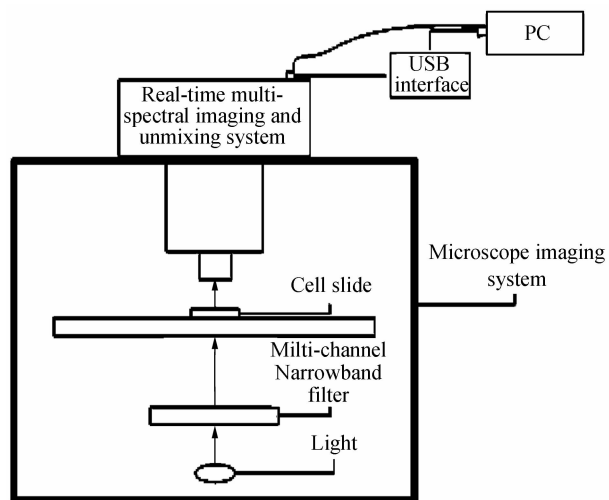 PC
USB
interface
Real-time multi-
spectral imaging and
unmixing system
Microscope imaging
system
Cell slide
Milti-channel
Narrowband
filter
Light